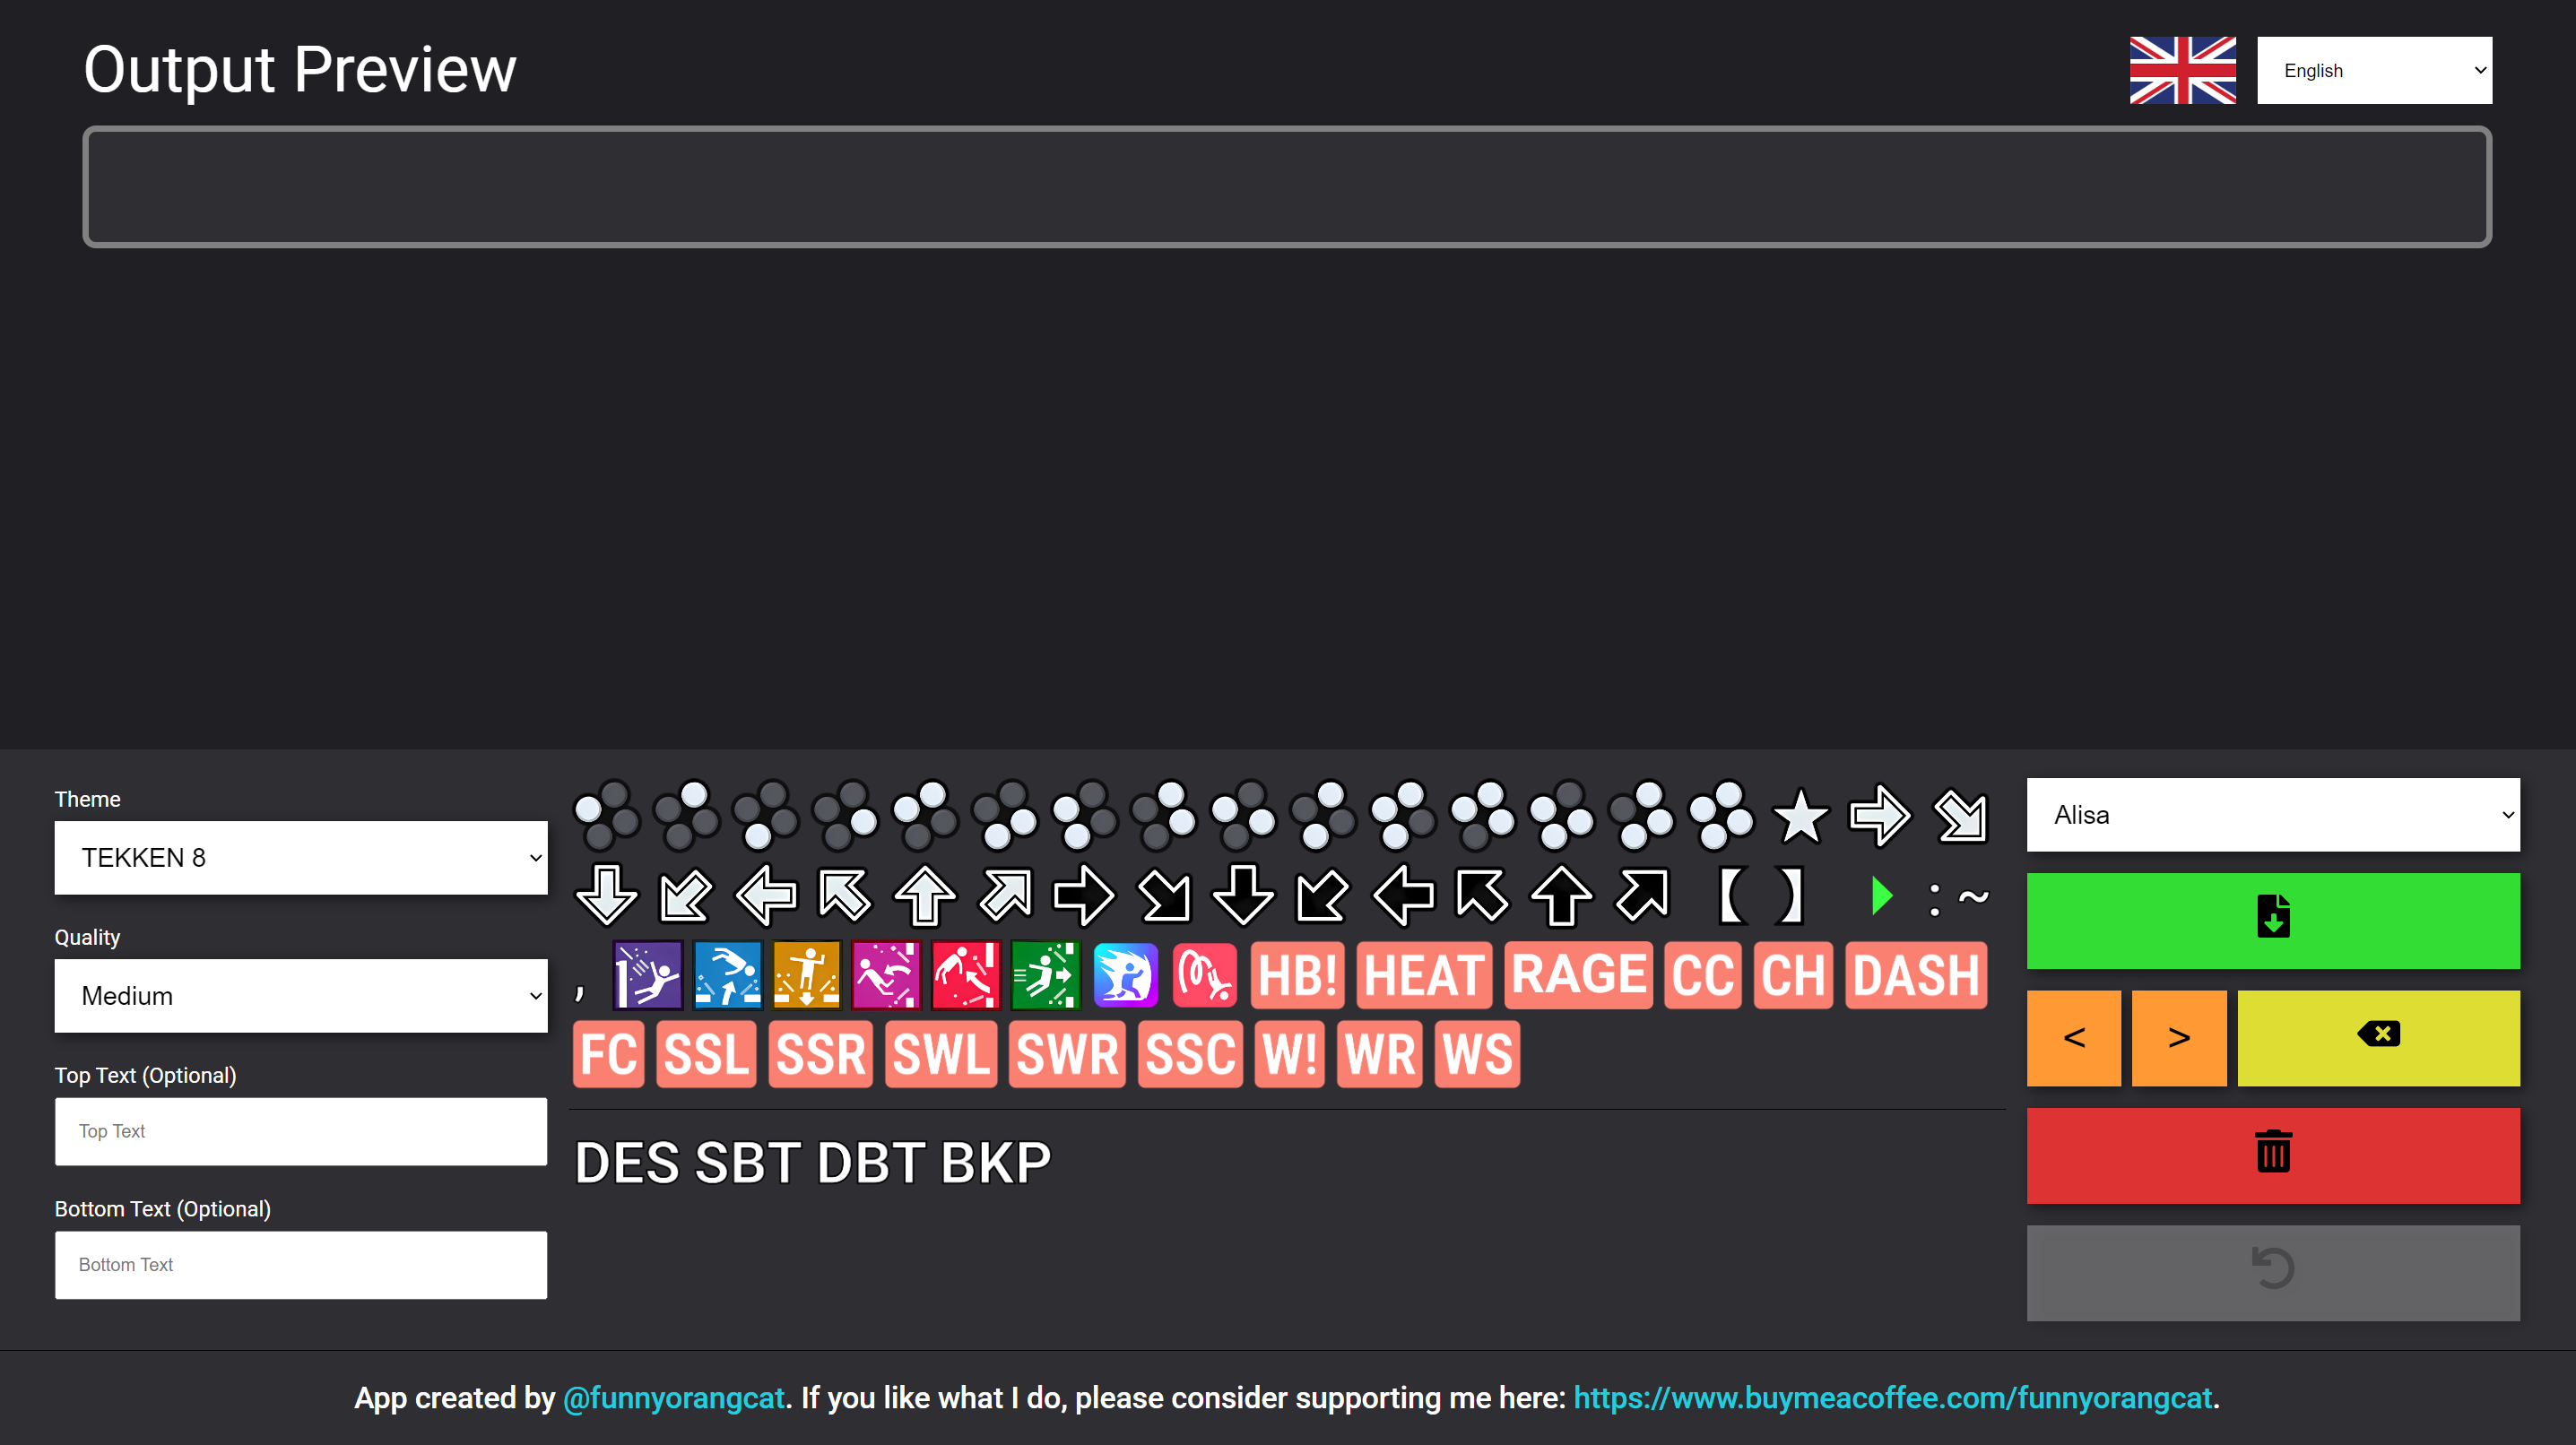 Output Preview
English
Theme
TEKKEN 8
Quality
Medium
Top Text (Optional)
Top Text
Bottom Text (Optional)
Bottom Text
【 】 : ~
, HB! HEAT RAGE CC CH DASH
FC SSL SSR SWL SWR SSC W! WR WS
DES SBT DBT BKP
Alisa
< >
App created by @funnyorangcat. If you like what I do, please consider supporting me here: https://www.buymeacoffee.com/funnyorangcat.